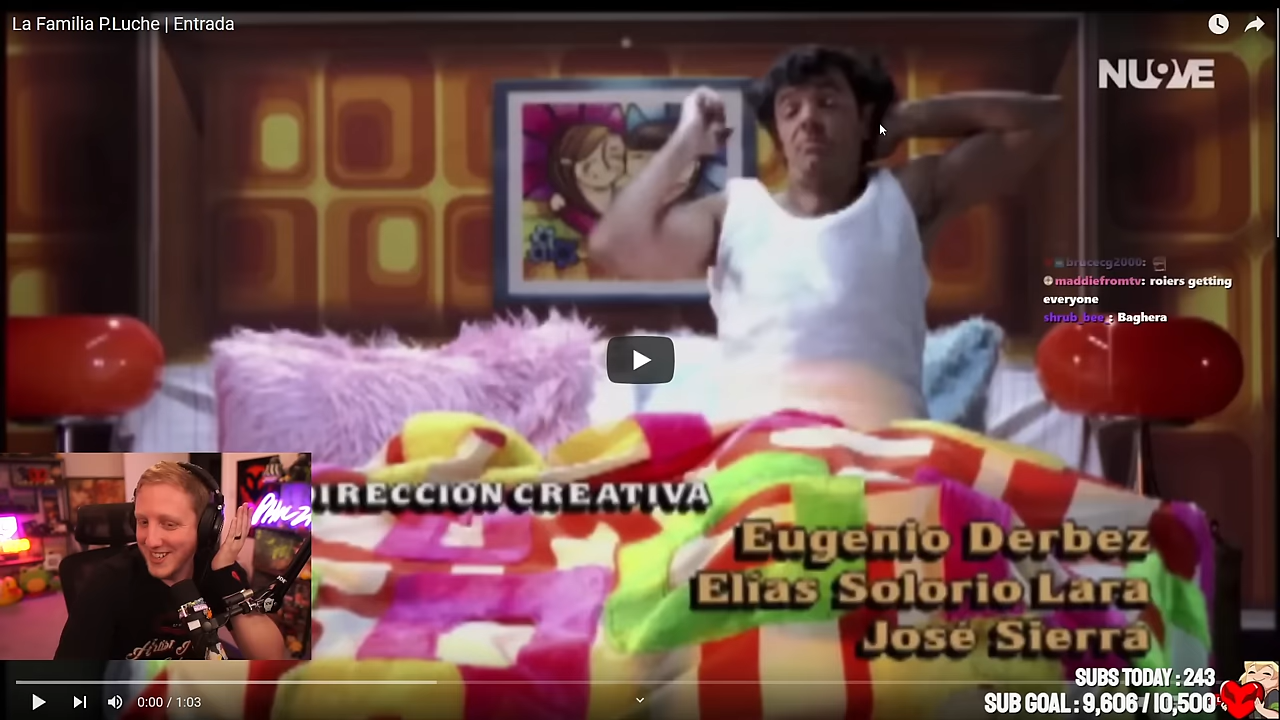 La Familia P.Luche | Entrada
NU9VE
brucecg2000:
maddiefromtv: roiers getting
everyone
shrub_bee : Baghera
DIRECCION CREATIVA
Eugenio Derbez
Elias Solorio Lara
José Sierra
SUBS TODAY : 243
SUB GOAL : 9,606 / 10,500
0:00 / 1:03